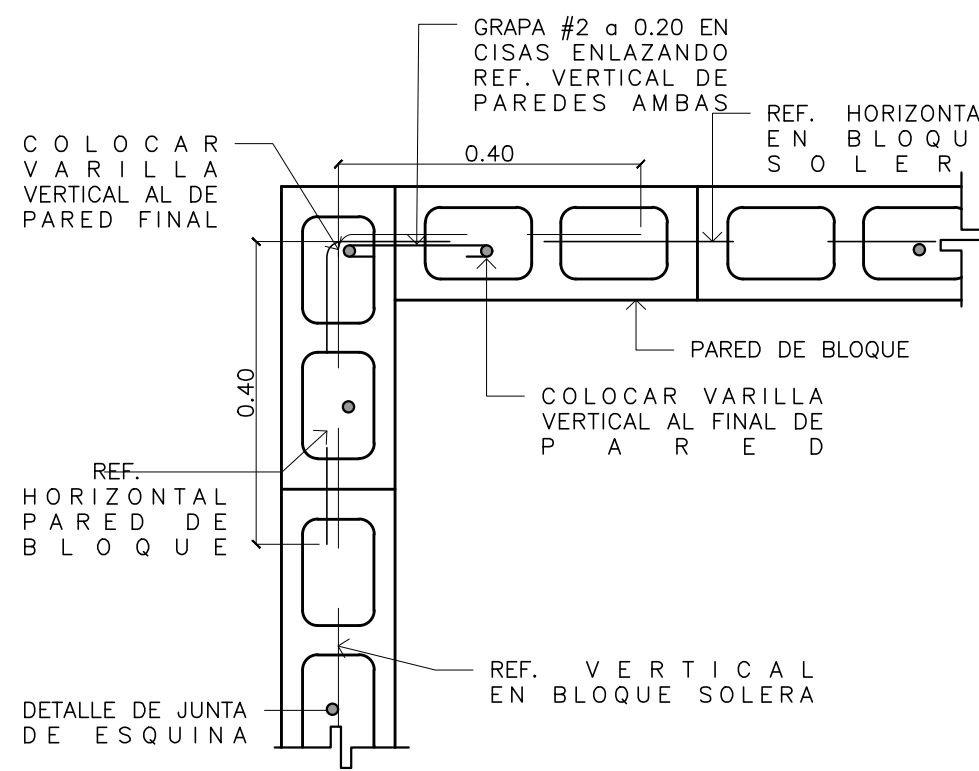 GRAPA #2 a 0.20 EN
CISAS ENLAZANDO
REF. VERTICAL DE
PAREDES AMBAS
REF. HORIZONTA
EN BLOQU
SOLER
COLOCAR
VARILLA
VERTICAL AL DE
PARED FINAL
0.40
0.40
PARED DE BLOQUE
COLOCAR VARILLA
VERTICAL AL FINAL DE
PARED
REF.
HORIZONTAL
PARED DE
BLOQUE
REF. VERTICAL
EN BLOQUE SOLERA
DETALLE DE JUNTA
DE ESQUINA